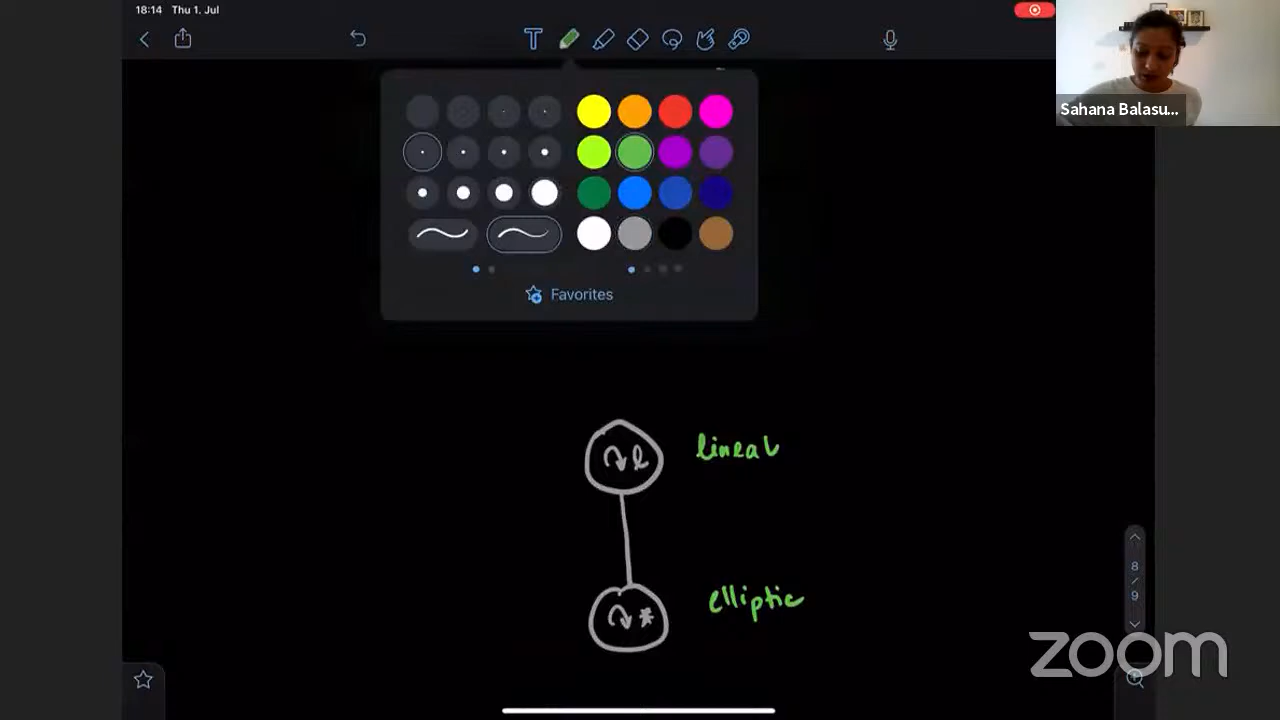 18:14 Thu 1. Jul
T
Sahana Balasu...
Favorites
↷ l lineal
↷ * elliptic
8
/
9
zoom